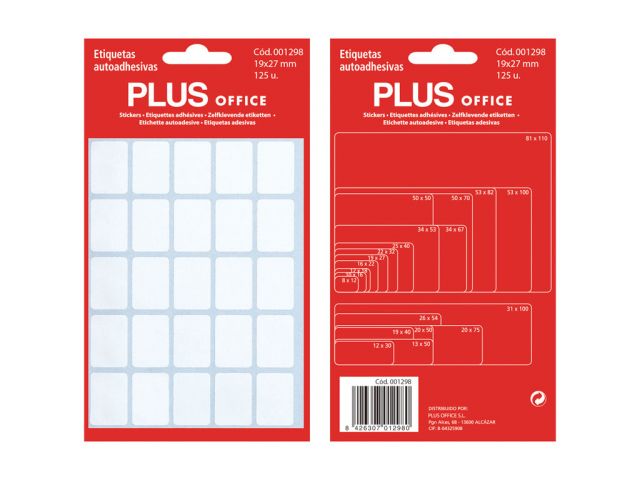 Etiquetas
autoadhesivas
Cód. 001298
19x27 mm
125 u.
PLUS OFFICE
Stickers • Etiquettes adhésives • Zelfklevende etiketten •
Etichette autoadesive • Etiquetas adesivas
Etiquetas
autoadhesivas
Cód. 001298
19x27 mm
125 u.
PLUS OFFICE
Stickers • Etiquettes adhésives • Zelfklevende etiketten •
Etichette autoadesive • Etiquetas adesivas
81 x 110
50 x 50
50 x 70
53 x 82
53 x 100
34 x 53
34 x 67
25 x 40
22 x 32
19 x 27
16 x 22
8 x 12
31 x 100
26 x 54
19 x 40
20 x 50
20 x 75
12 x 30
13 x 50
Cód. 001298
8 426307 012980
DISTRIBUIDO POR:
PLUS OFFICE S.L.
13600 ALCÁZAR